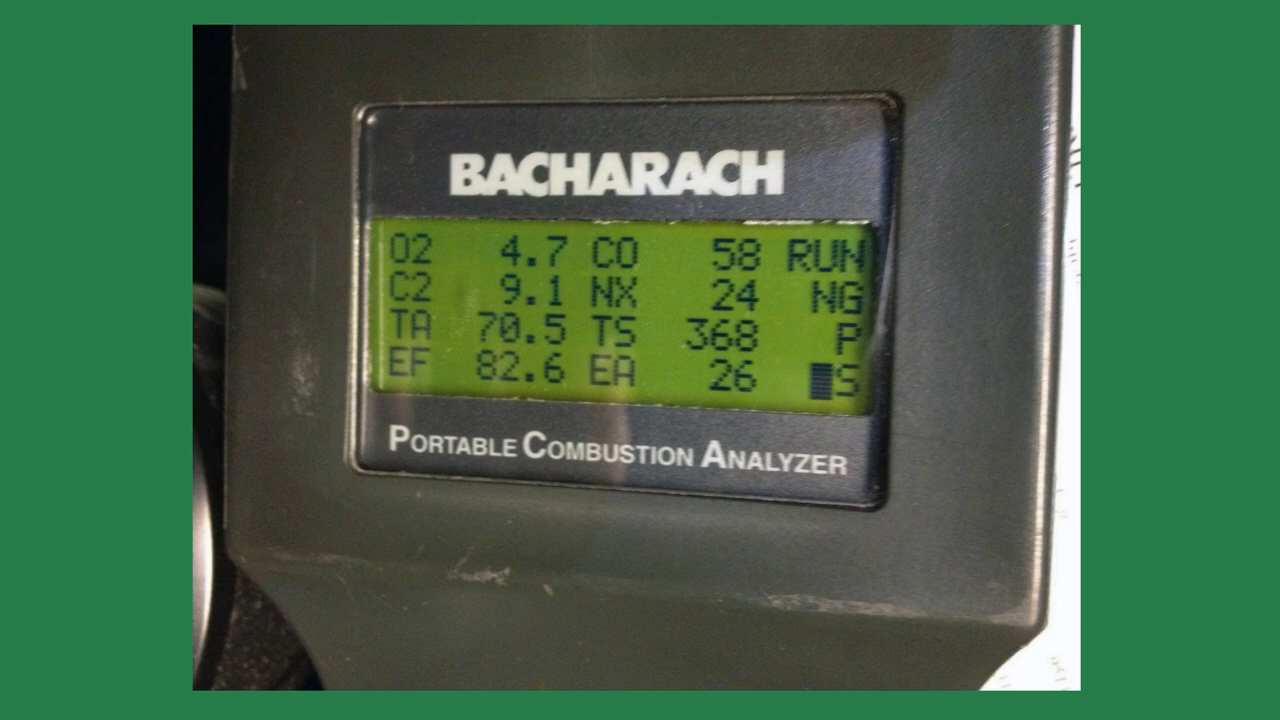 BACHARACH
O2 4.7 CO 58 RUN
C2 9.1 NX 24 NG
TA 70.5 TS 368 P
EF 82.6 EA 26 S
PORTABLE COMBUSTION ANALYZER